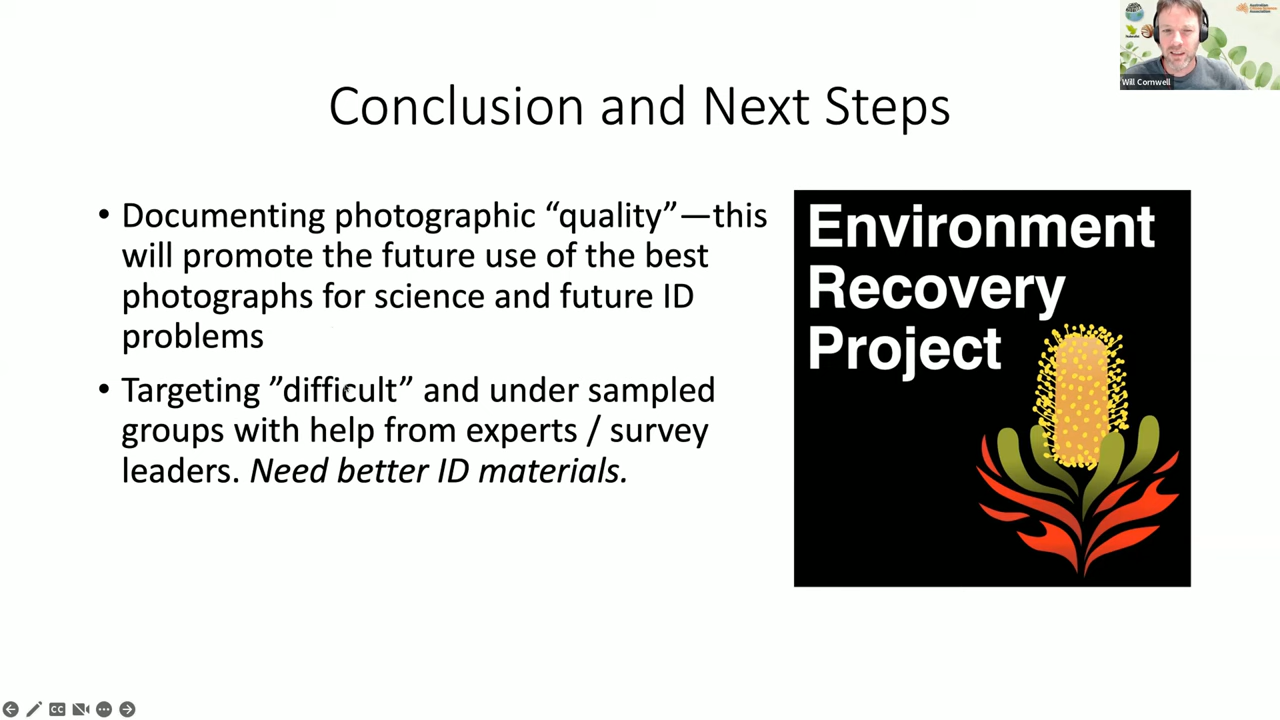 Conclusion and Next Steps
• Documenting photographic “quality”—this
will promote the future use of the best
photographs for science and future ID
problems
• Targeting ”difficult” and under sampled
groups with help from experts / survey
leaders. Need better ID materials.
Environment
Recovery
Project
Will Cornwell
CC